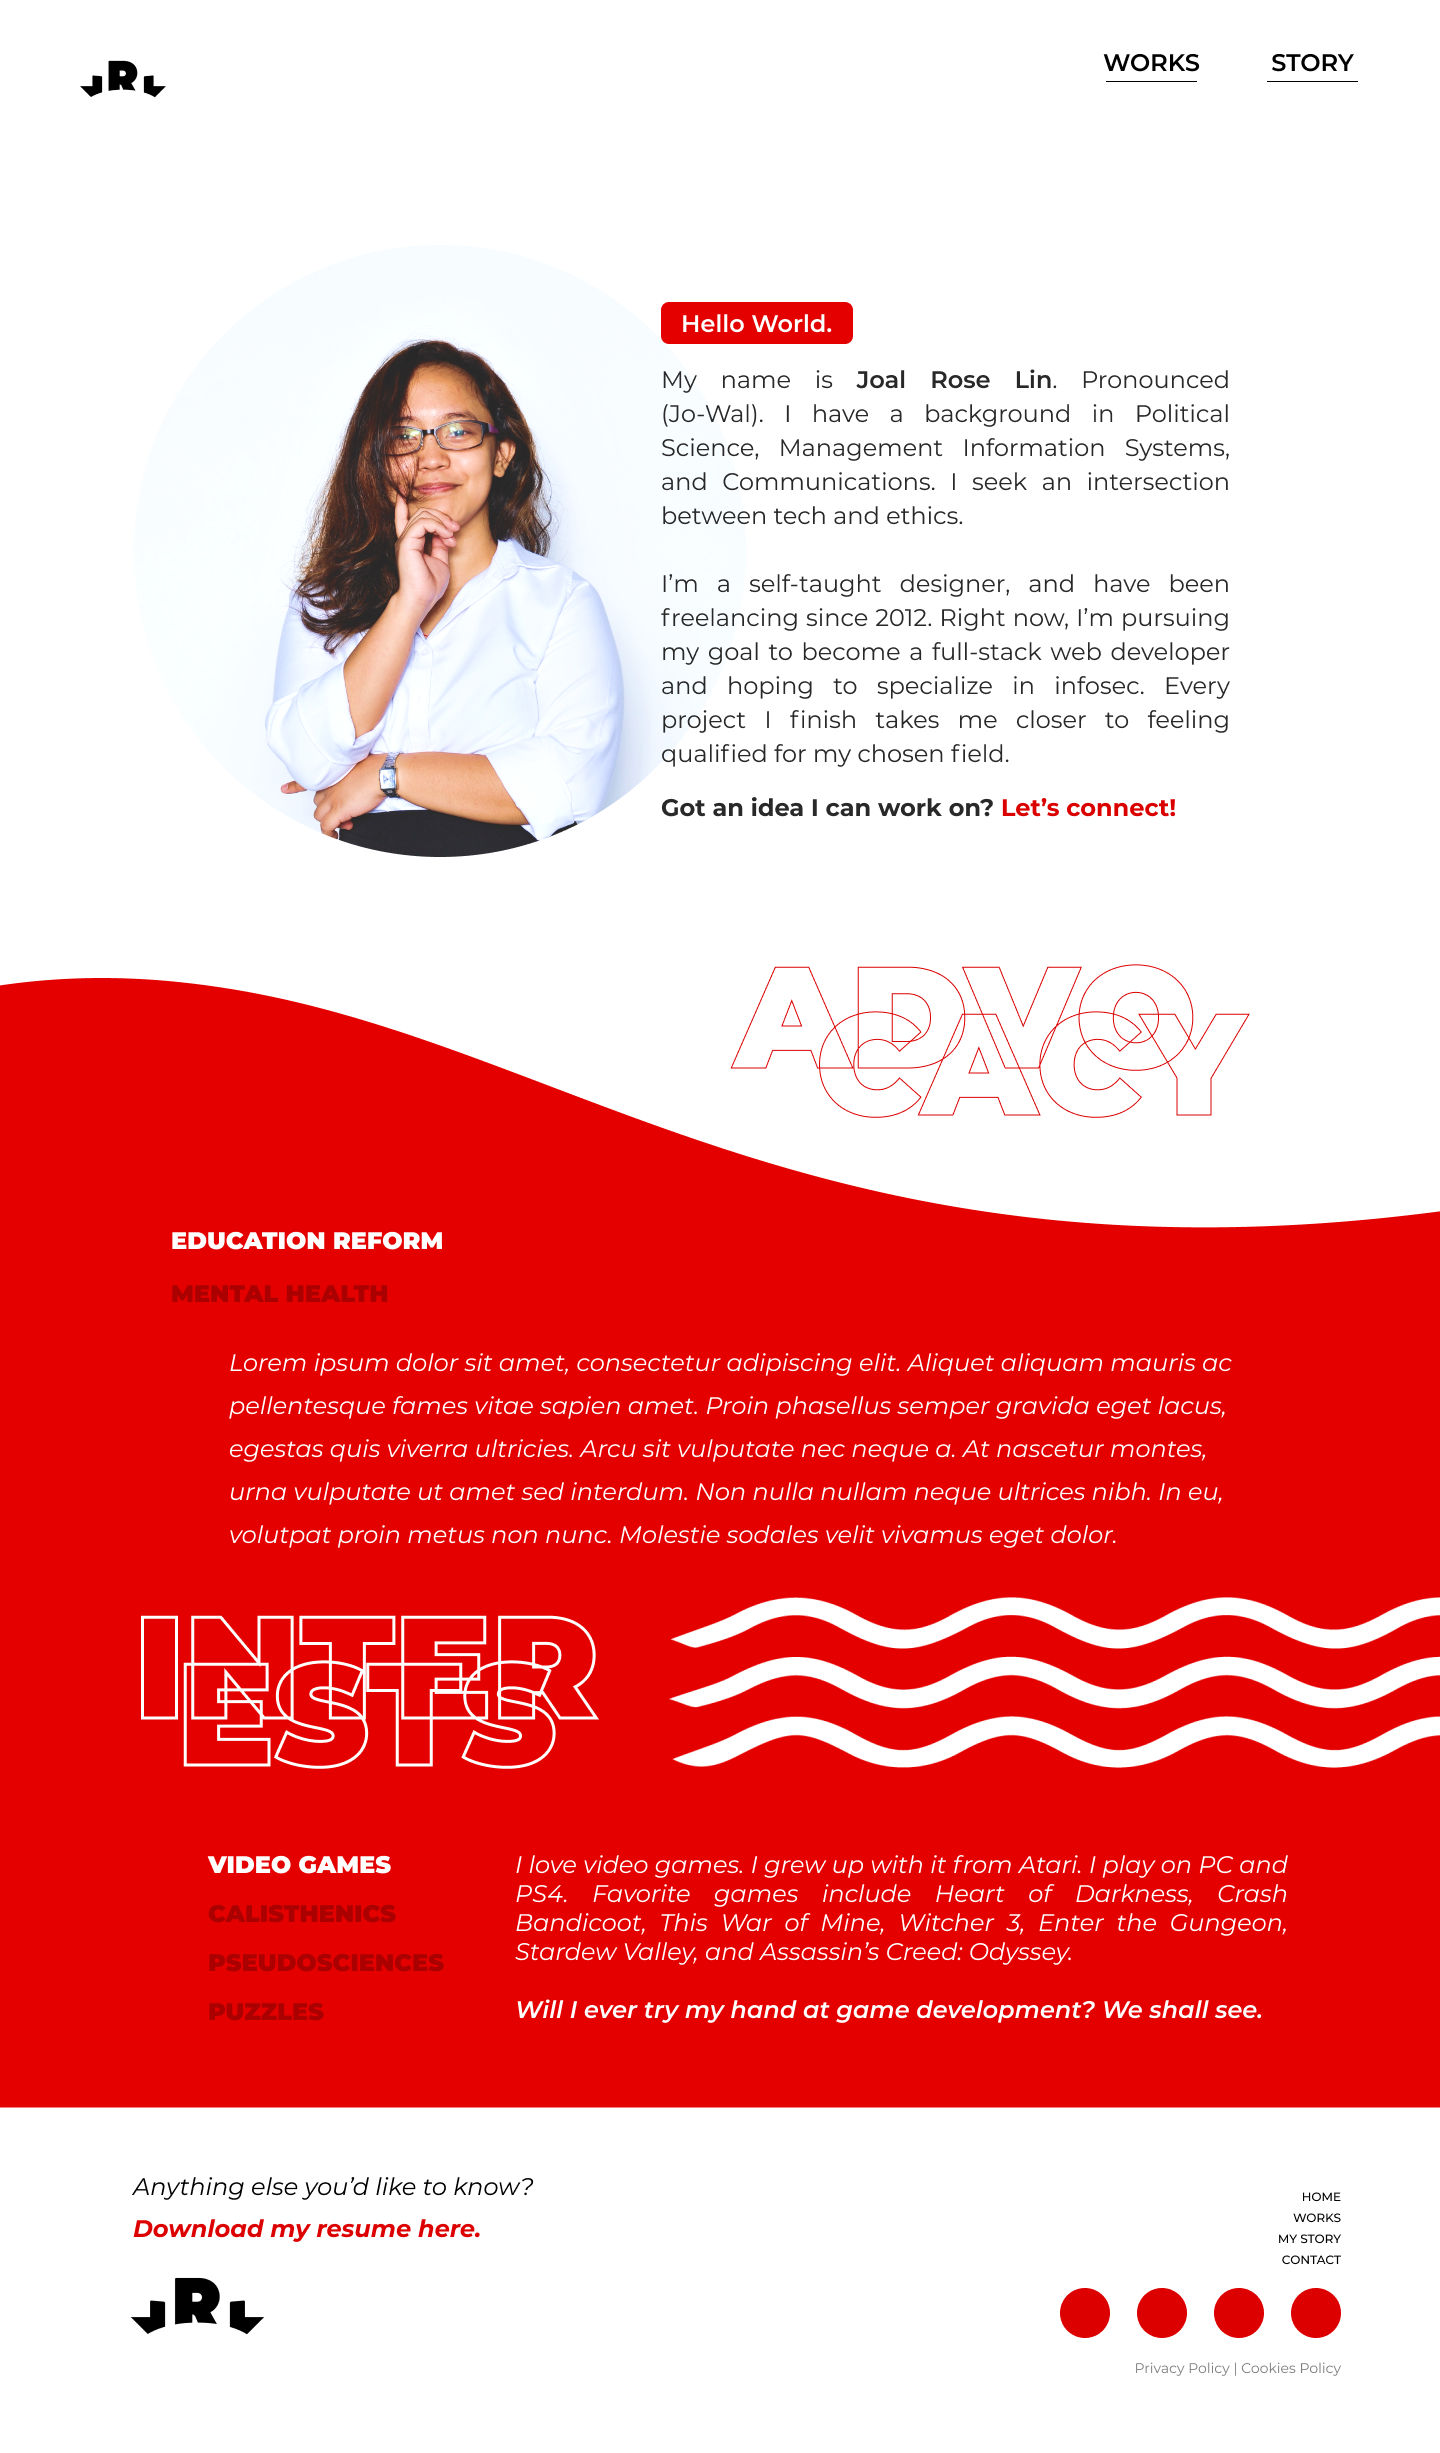 JRL
WORKS
STORY
Hello World.
My name is Joal Rose Lin. Pronounced
(Jo-Wal). I have a background in Political
Science, Management Information Systems,
and Communications. I seek an intersection
between tech and ethics.
I’m a self-taught designer, and have been
freelancing since 2012. Right now, I’m pursuing
my goal to become a full-stack web developer
and hoping to specialize in infosec. Every
project I finish takes me closer to feeling
qualified for my chosen field.
Got an idea I can work on? Let’s connect!
ADVO
CACY
EDUCATION REFORM
MENTAL HEALTH
Lorem ipsum dolor sit amet, consectetur adipiscing elit. Aliquet aliquam mauris ac
pellentesque fames vitae sapien amet. Proin phasellus semper gravida eget lacus,
egestas quis viverra ultricies. Arcu sit vulputate nec neque a. At nascetur montes,
urna vulputate ut amet sed interdum. Non nulla nullam neque ultrices nibh. In eu,
volutpat proin metus non nunc. Molestie sodales velit vivamus eget dolor.
INTER
ESTS
VIDEO GAMES
CALISTHENICS
PSEUDOSCIENCES
PUZZLES
I love video games. I grew up with it from Atari. I play on PC and
PS4. Favorite games include Heart of Darkness, Crash
Bandicoot, This War of Mine, Witcher 3, Enter the Gungeon,
Stardew Valley, and Assassin’s Creed: Odyssey.
Will I ever try my hand at game development? We shall see.
Anything else you’d like to know?
Download my resume here.
JRL
HOME
WORKS
MY STORY
CONTACT
Privacy Policy | Cookies Policy